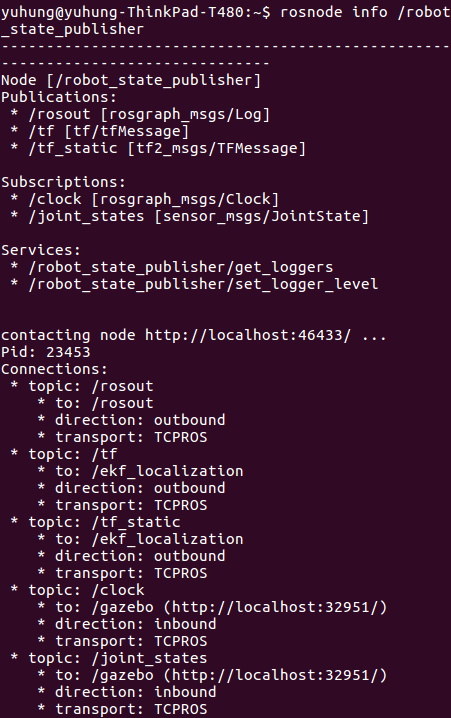 yuhung@yuhung-ThinkPad-T480:~$ rosnode info /robot
_state_publisher
--------------------------------------------------
------------------------------
Node [/robot_state_publisher]
Publications:
 * /rosout [rosgraph_msgs/Log]
 * /tf [tf/tfMessage]
 * /tf_static [tf2_msgs/TFMessage]

Subscriptions:
 * /clock [rosgraph_msgs/Clock]
 * /joint_states [sensor_msgs/JointState]

Services:
 * /robot_state_publisher/get_loggers
 * /robot_state_publisher/set_logger_level


contacting node http://localhost:46433/ ...
Pid: 23453
Connections:
 * topic: /rosout
    * to: /rosout
    * direction: outbound
    * transport: TCPROS
 * topic: /tf
    * to: /ekf_localization
    * direction: outbound
    * transport: TCPROS
 * topic: /tf_static
    * to: /ekf_localization
    * direction: outbound
    * transport: TCPROS
 * topic: /clock
    * to: /gazebo (http://localhost:32951/)
    * direction: inbound
    * transport: TCPROS
 * topic: /joint_states
    * to: /gazebo (http://localhost:32951/)
    * direction: inbound
    * transport: TCPROS